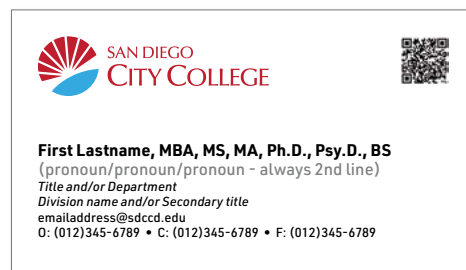 SAN DIEGO
CITY COLLEGE
First Lastname, MBA, MS, MA, Ph.D., Psy.D., BS
(pronoun/pronoun/pronoun - always 2nd line)
Title and/or Department
Division name and/or Secondary title
emailaddress@sdccd.edu
O: (012)345-6789 • C: (012)345-6789 • F: (012)345-6789